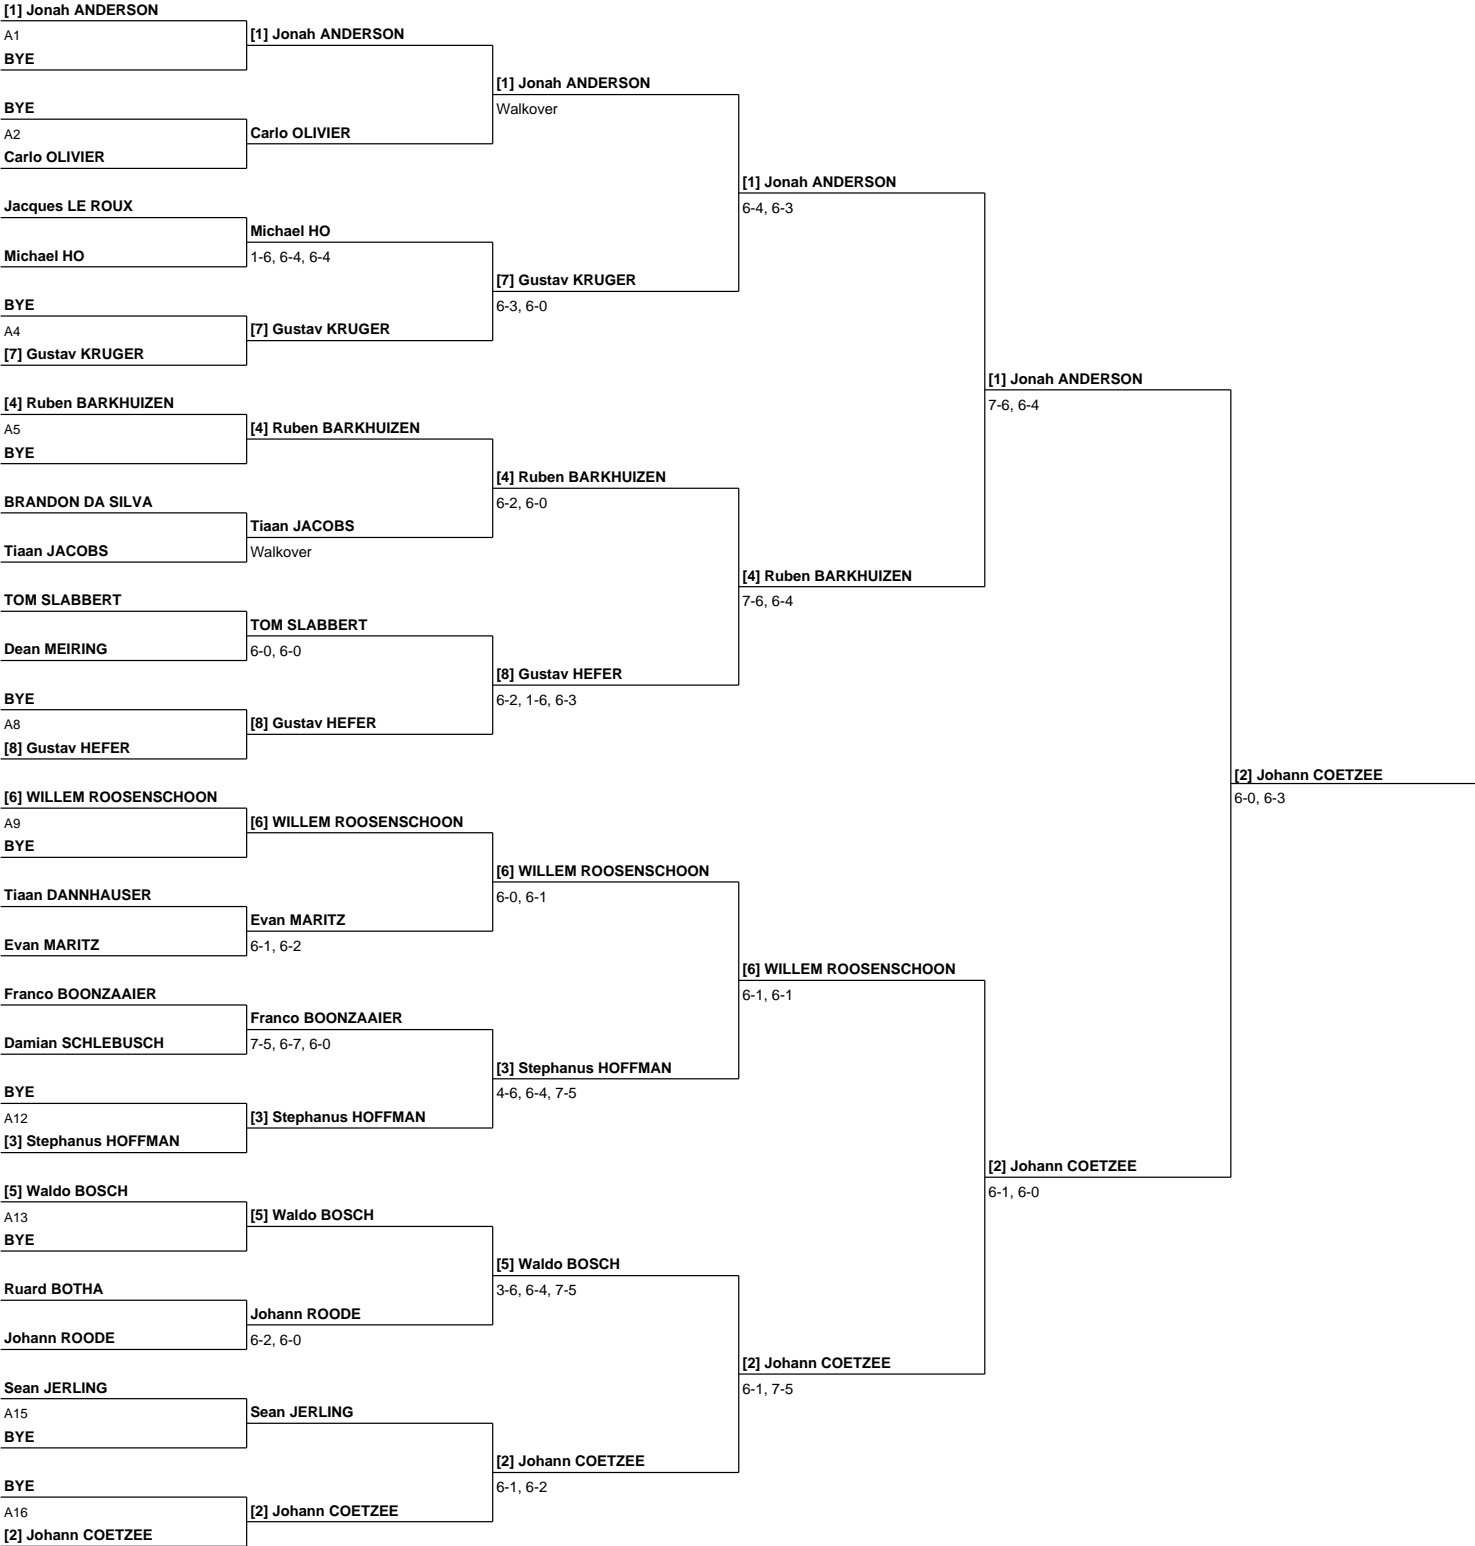 [1] Jonah ANDERSON
A1
BYE
BYE
A2
Carlo OLIVIER
Jacques LE ROUX
Michael HO
BYE
A4
[7] Gustav KRUGER
[4] Ruben BARKHUIZEN
A5
BYE
BRANDON DA SILVA
Tiaan JACOBS
TOM SLABBERT
Dean MEIRING
BYE
A8
[8] Gustav HEFER
[6] WILLEM ROOSENSCHOON
A9
BYE
Tiaan DANNHAUSER
Evan MARITZ
Franco BOONZAAIER
Damian SCHLEBUSCH
BYE
A12
[3] Stephanus HOFFMAN
[5] Waldo BOSCH
A13
BYE
Ruard BOTHA
Johann ROODE
Sean JERLING
A15
BYE
BYE
A16
[2] Johann COETZEE
[1] Jonah ANDERSON
Carlo OLIVIER
Michael HO
1-6, 6-4, 6-4
[7] Gustav KRUGER
[4] Ruben BARKHUIZEN
Tiaan JACOBS
Walkover
TOM SLABBERT
6-0, 6-0
[8] Gustav HEFER
[6] WILLEM ROOSENSCHOON
Evan MARITZ
6-1, 6-2
Franco BOONZAAIER
7-5, 6-7, 6-0
[3] Stephanus HOFFMAN
[5] Waldo BOSCH
Johann ROODE
6-2, 6-0
Sean JERLING
[2] Johann COETZEE
[1] Jonah ANDERSON
Walkover
[7] Gustav KRUGER
6-3, 6-0
[4] Ruben BARKHUIZEN
6-2, 6-0
[8] Gustav HEFER
6-2, 1-6, 6-3
[6] WILLEM ROOSENSCHOON
6-0, 6-1
[3] Stephanus HOFFMAN
4-6, 6-4, 7-5
[5] Waldo BOSCH
3-6, 6-4, 7-5
[2] Johann COETZEE
6-1, 6-2
[1] Jonah ANDERSON
6-4, 6-3
[4] Ruben BARKHUIZEN
7-6, 6-4
[6] WILLEM ROOSENSCHOON
6-1, 6-1
[2] Johann COETZEE
6-1, 7-5
[1] Jonah ANDERSON
7-6, 6-4
[2] Johann COETZEE
6-1, 6-0
[2] Johann COETZEE
6-0, 6-3